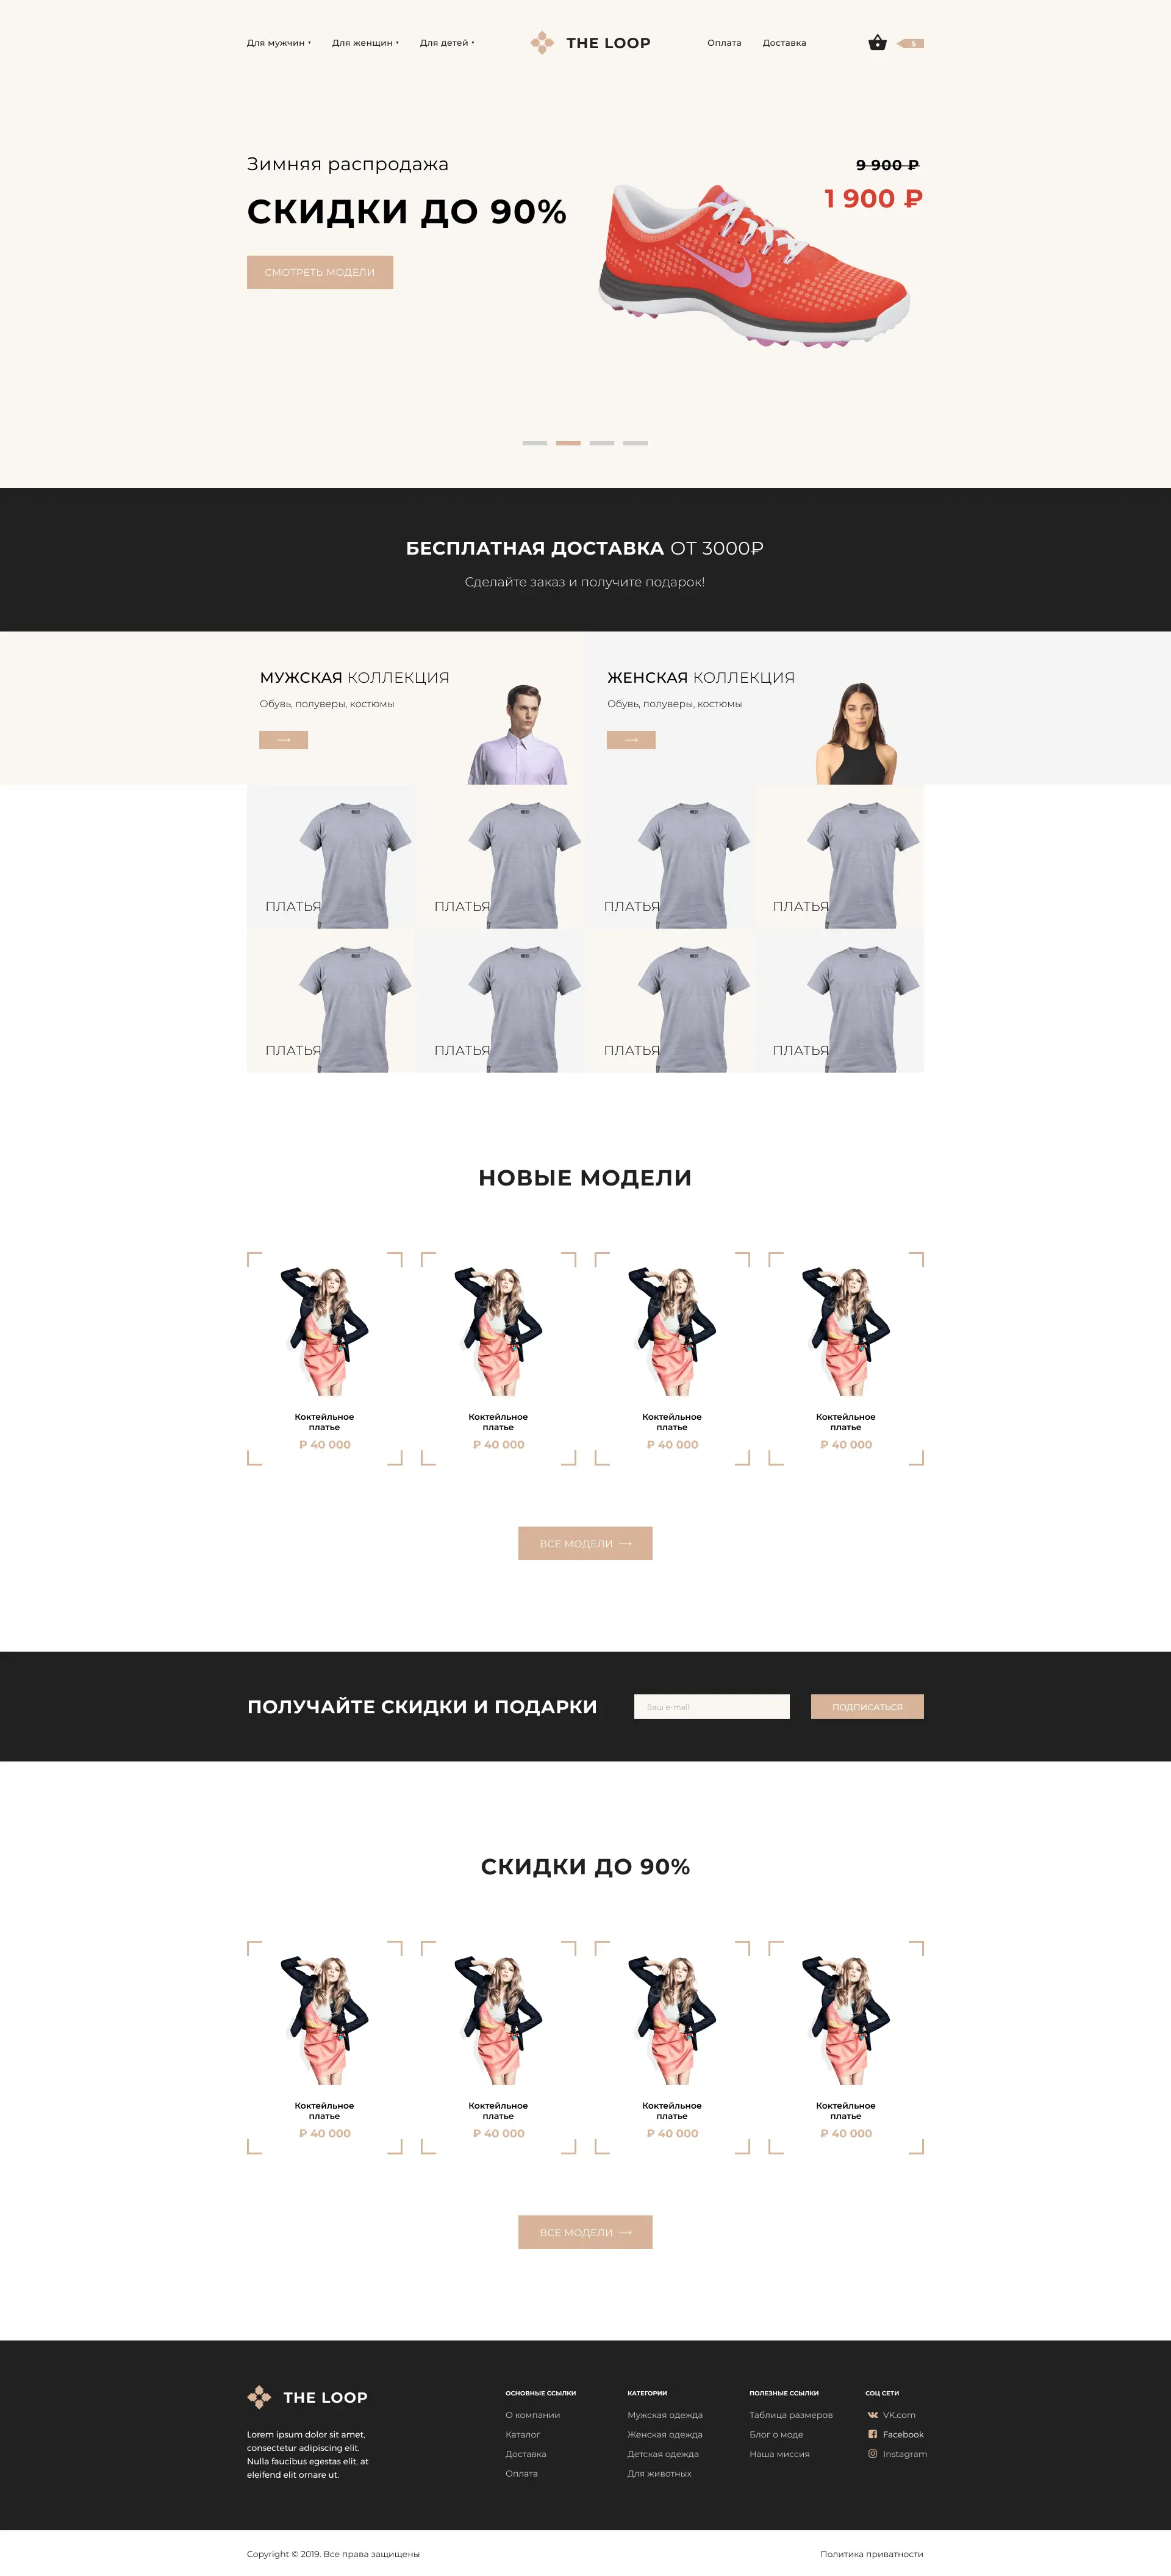 Для мужчин
Для женщин
Для детей
THE LOOP
Оплата
Доставка
5
Зимняя распродажа
СКИДКИ ДО 90%
СМОТРЕТЬ МОДЕЛИ
9 900 ₽
1 900 ₽
БЕСПЛАТНАЯ ДОСТАВКА ОТ 3000₽
Сделайте заказ и получите подарок!
МУЖСКАЯ КОЛЛЕКЦИЯ
Обувь, полуверы, костюмы
ЖЕНСКАЯ КОЛЛЕКЦИЯ
Обувь, полуверы, костюмы
ПЛАТЬЯ
ПЛАТЬЯ
ПЛАТЬЯ
ПЛАТЬЯ
ПЛАТЬЯ
ПЛАТЬЯ
ПЛАТЬЯ
ПЛАТЬЯ
НОВЫЕ МОДЕЛИ
Коктейльное
платье
₽ 40 000
Коктейльное
платье
₽ 40 000
Коктейльное
платье
₽ 40 000
Коктейльное
платье
₽ 40 000
ВСЕ МОДЕЛИ
ПОЛУЧАЙТЕ СКИДКИ И ПОДАРКИ
Ваш e-mail
ПОДПИСАТЬСЯ
СКИДКИ ДО 90%
Коктейльное
платье
₽ 40 000
Коктейльное
платье
₽ 40 000
Коктейльное
платье
₽ 40 000
Коктейльное
платье
₽ 40 000
ВСЕ МОДЕЛИ
THE LOOP
Lorem ipsum dolor sit amet,
consectetur adipiscing elit.
Nulla faucibus egestas elit, at
eleifend elit ornare ut.
ОСНОВНЫЕ ССЫЛКИ
О компании
Каталог
Доставка
Оплата
КАТЕГОРИИ
Мужская одежда
Женская одежда
Детская одежда
Для животных
ПОЛЕЗНЫЕ ССЫЛКИ
Таблица размеров
Блог о моде
Наша миссия
СОЦ СЕТИ
VK.com
Facebook
Instagram
Copyright © 2019. Все права защищены
Политика приватности